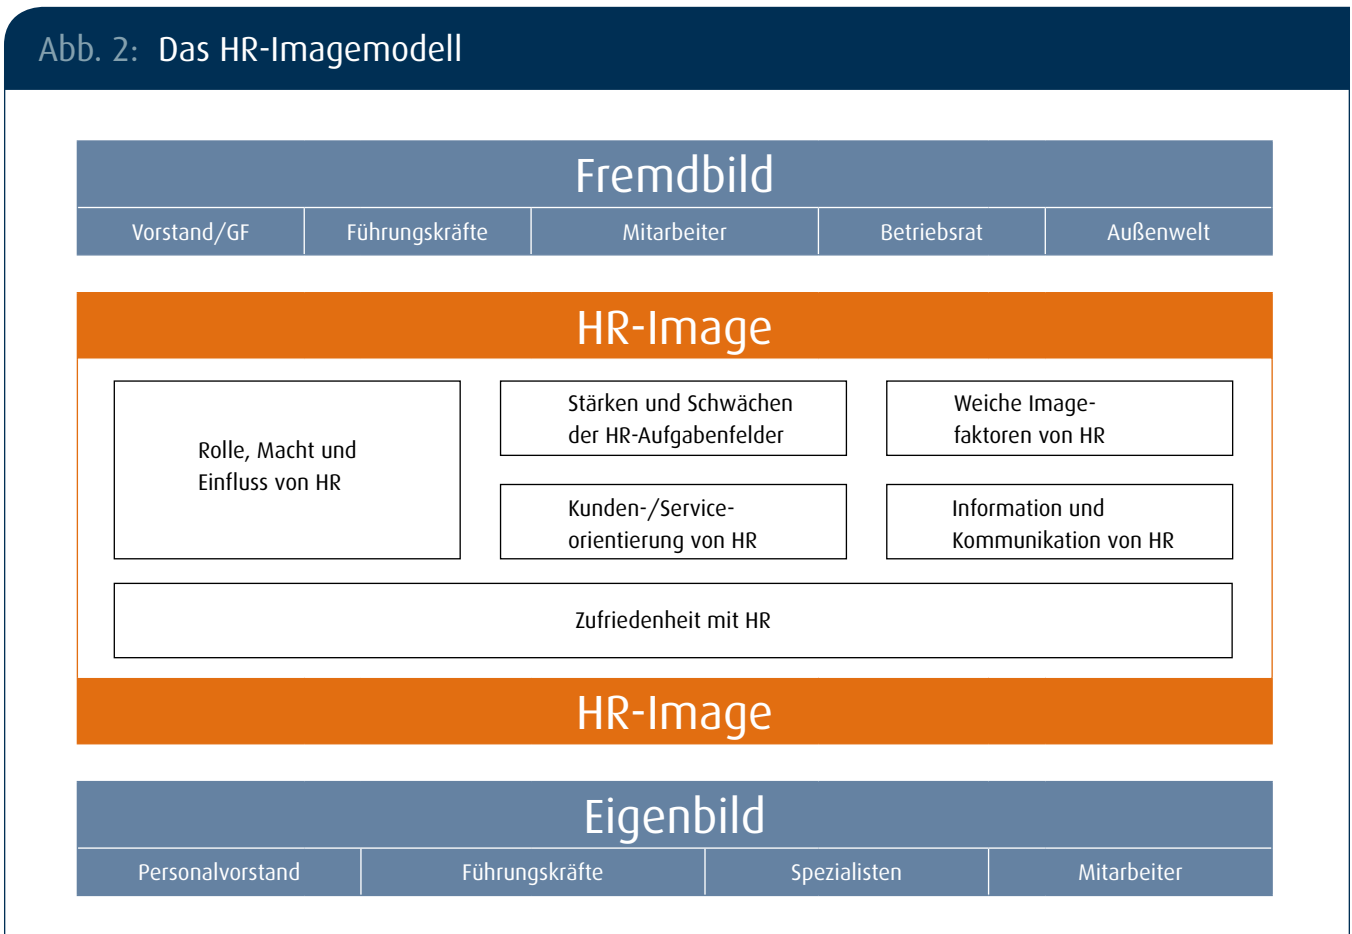 Abb. 2: Das HR-Imagemodell
Fremdbild
Vorstand/GF
Führungskräfte
Mitarbeiter
Betriebsrat
Außenwelt
HR-Image
Rolle, Macht und
Einfluss von HR
Stärken und Schwächen
der HR-Aufgabenfelder
Weiche Image-
faktoren von HR
Kunden-/Service-
orientierung von HR
Information und
Kommunikation von HR
Zufriedenheit mit HR
HR-Image
Eigenbild
Personalvorstand
Führungskräfte
Spezialisten
Mitarbeiter